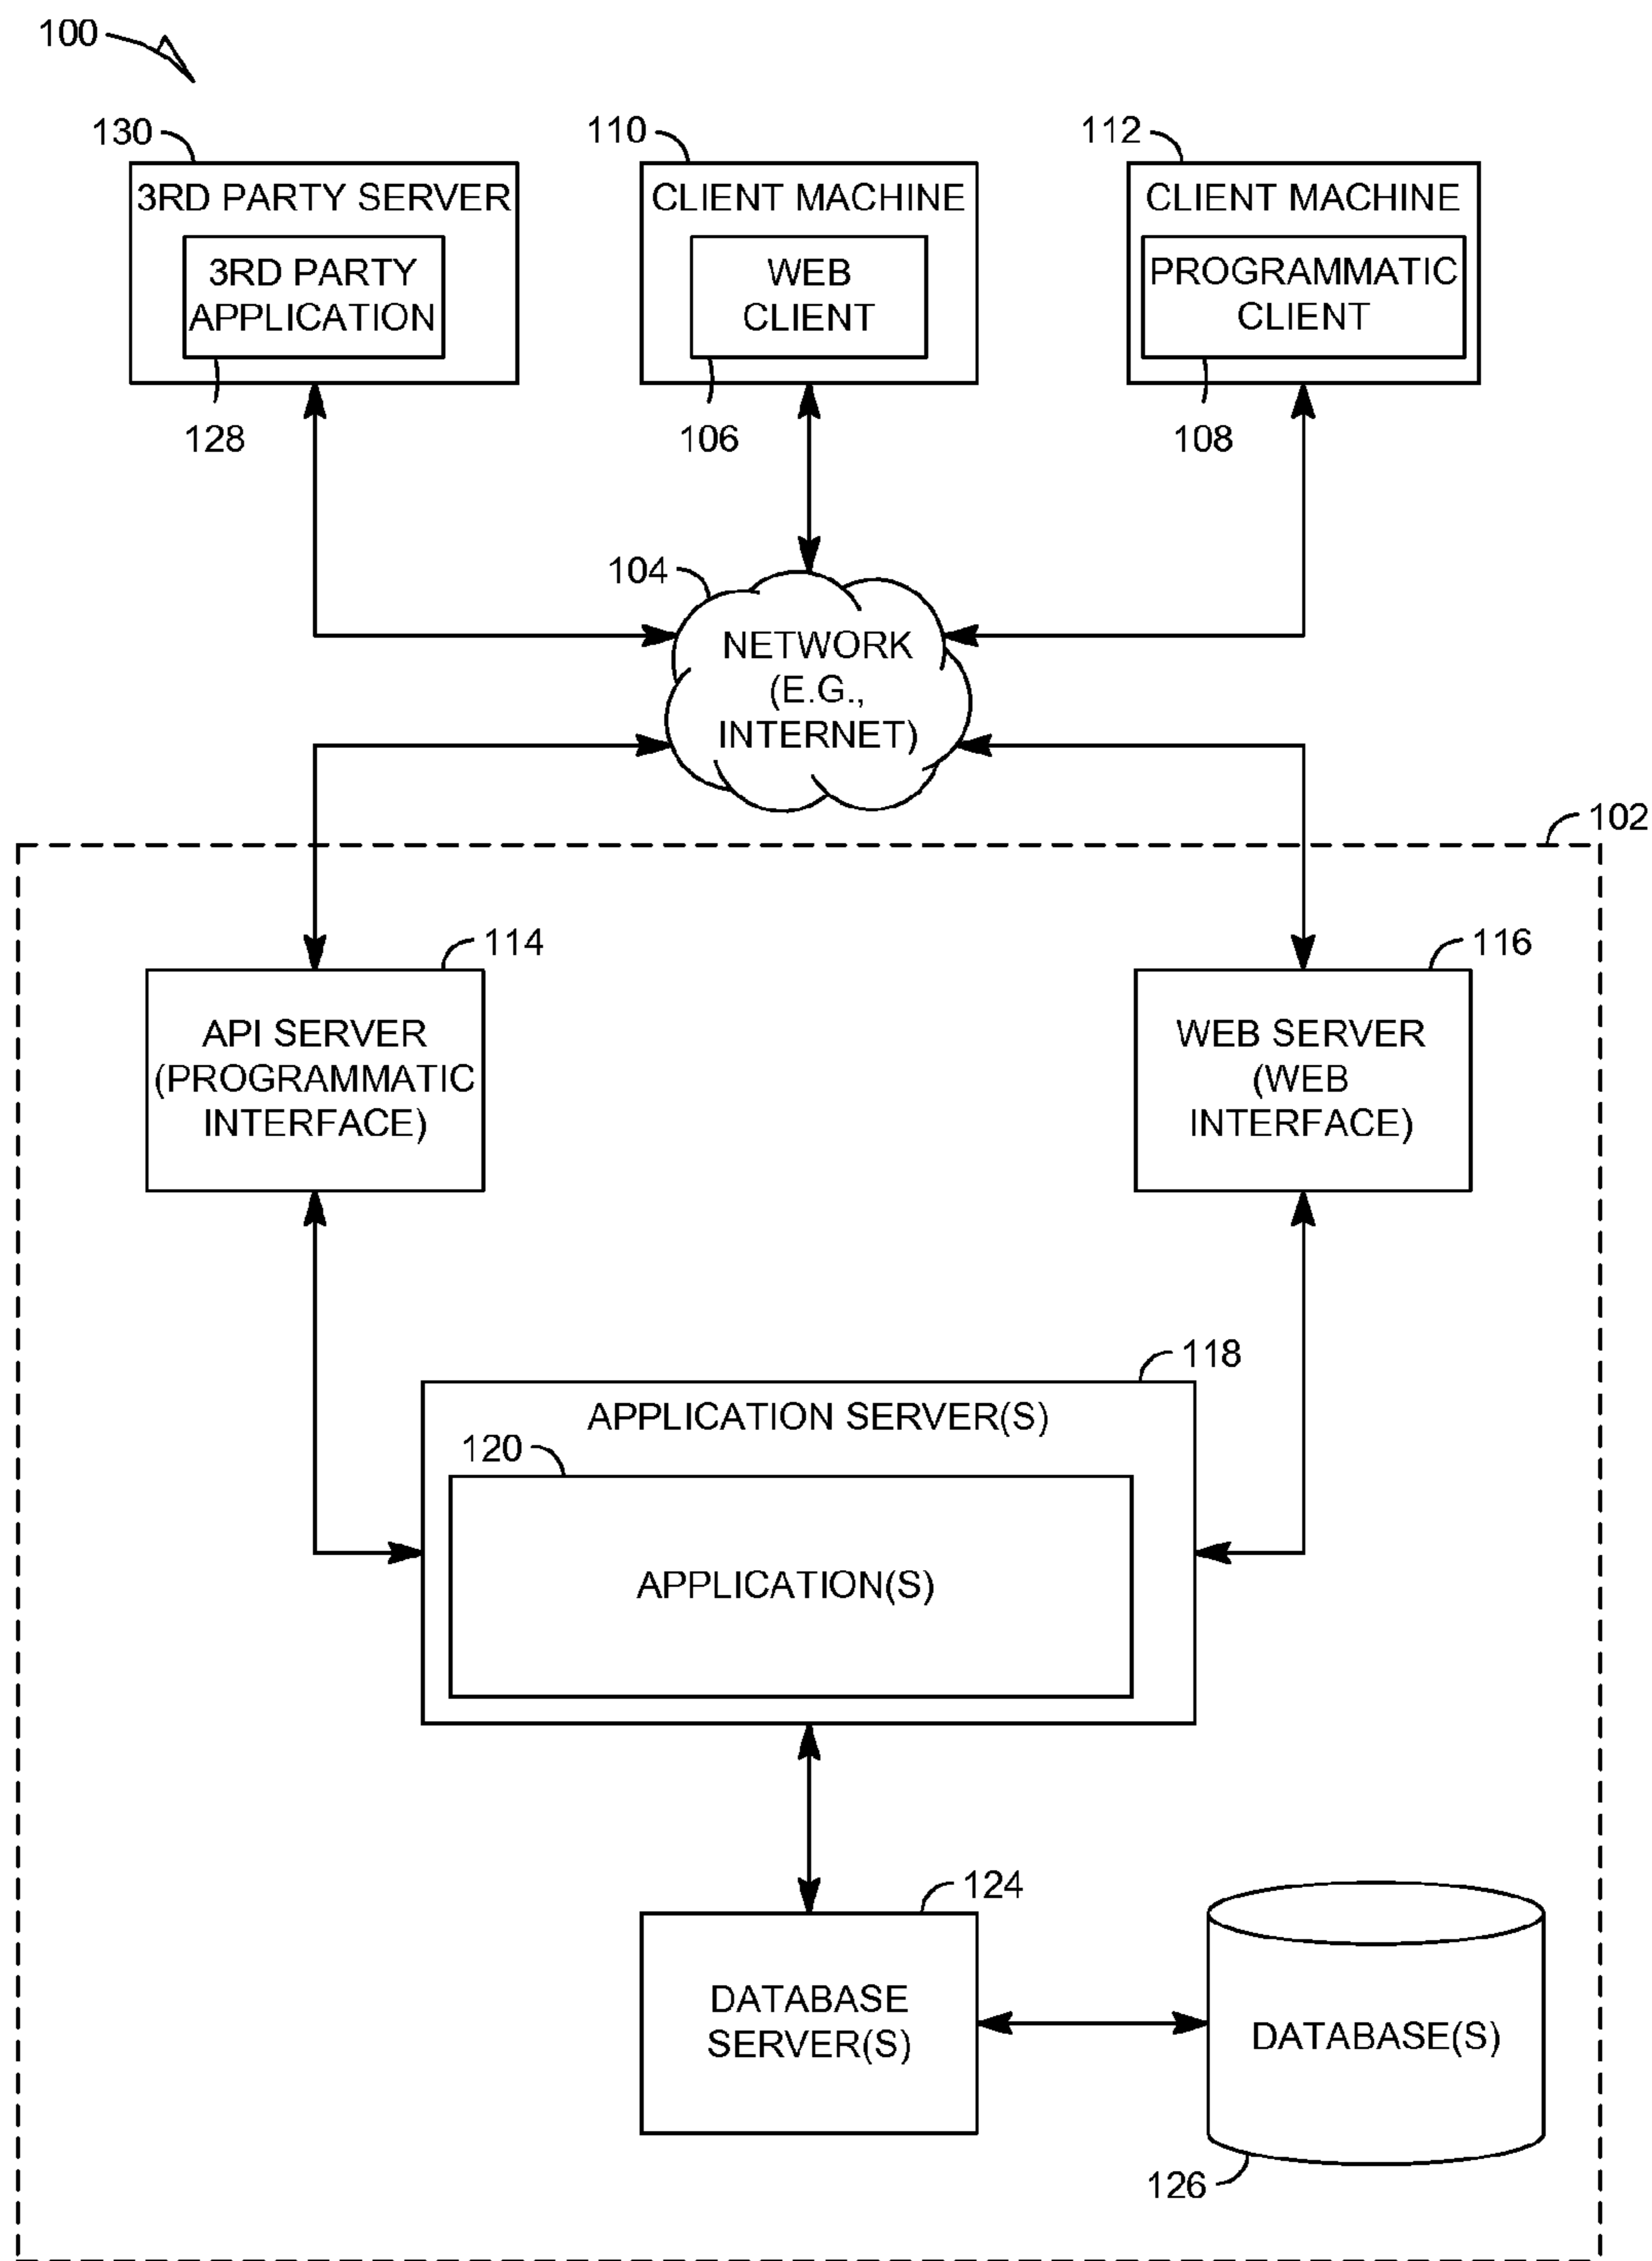 100
130
110
112
3RD PARTY SERVER
3RD PARTY
APPLICATION
CLIENT MACHINE
WEB
CLIENT
CLIENT MACHINE
PROGRAMMATIC
CLIENT
128
106
108
104
NETWORK
(E.G.,
INTERNET)
102
114
116
API SERVER
(PROGRAMMATIC
INTERFACE)
WEB SERVER
(WEB
INTERFACE)
118
APPLICATION SERVER(S)
120
APPLICATION(S)
124
DATABASE
SERVER(S)
DATABASE(S)
126